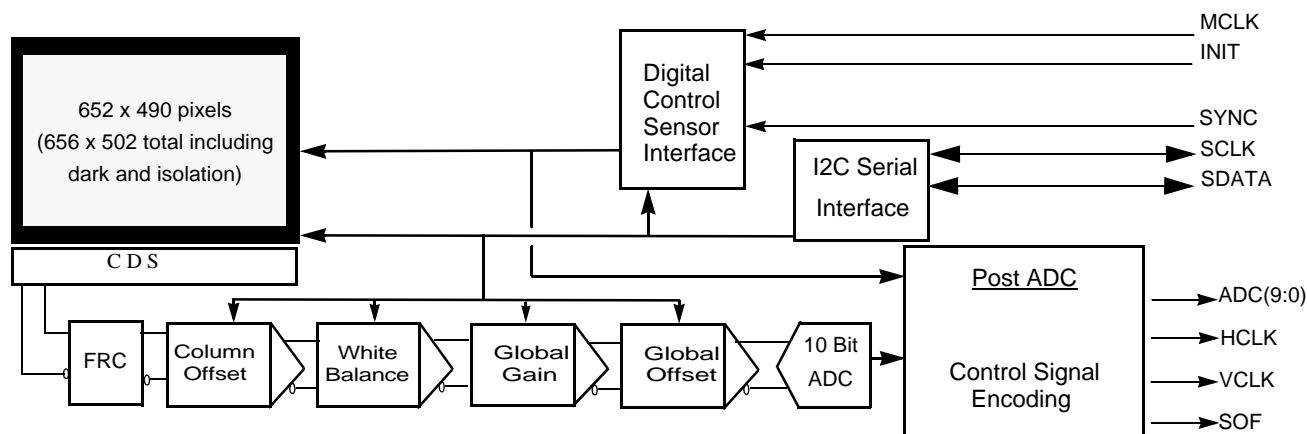 MCLK
INIT
SYNC
SCLK
SDATA
Digital
Control
Sensor
Interface
652 x 490 pixels
(656 x 502 total including
dark and isolation)
I2C Serial
Interface
C D S
Post ADC
Control Signal
Encoding
ADC(9:0)
HCLK
VCLK
SOF
FRC
Column
Offset
White
Balance
Global
Gain
Global
Offset
10 Bit
ADC